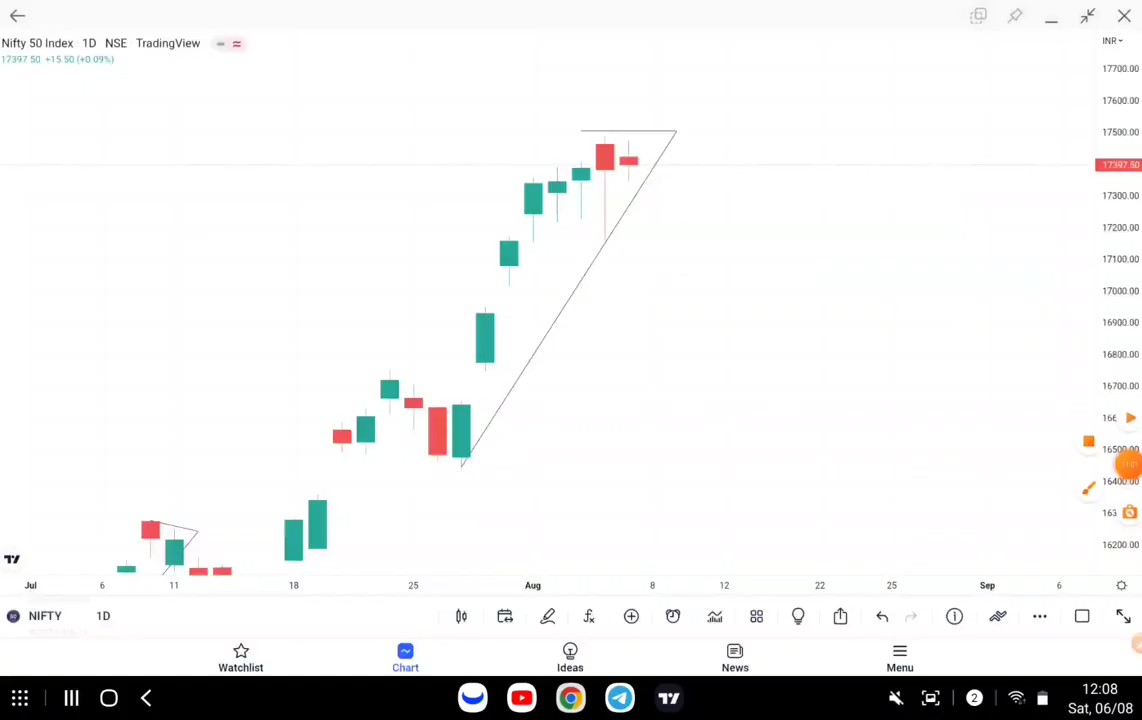 Nifty 50 Index 1D NSE TradingView
INR
17397.50 +15.50 (+0.09%)
17700.00
17600.00
17500.00
17397.50
17300.00
17200.00
17100.00
17000.00
16900.00
16800.00
16700.00
166
16500.00
16400.00
163
16200.00
Jul 6 11 18 25 Aug 8 12 22 25 Sep 6
NIFTY 1D
Watchlist Chart Ideas News Menu
2
12:08
Sat, 06/08